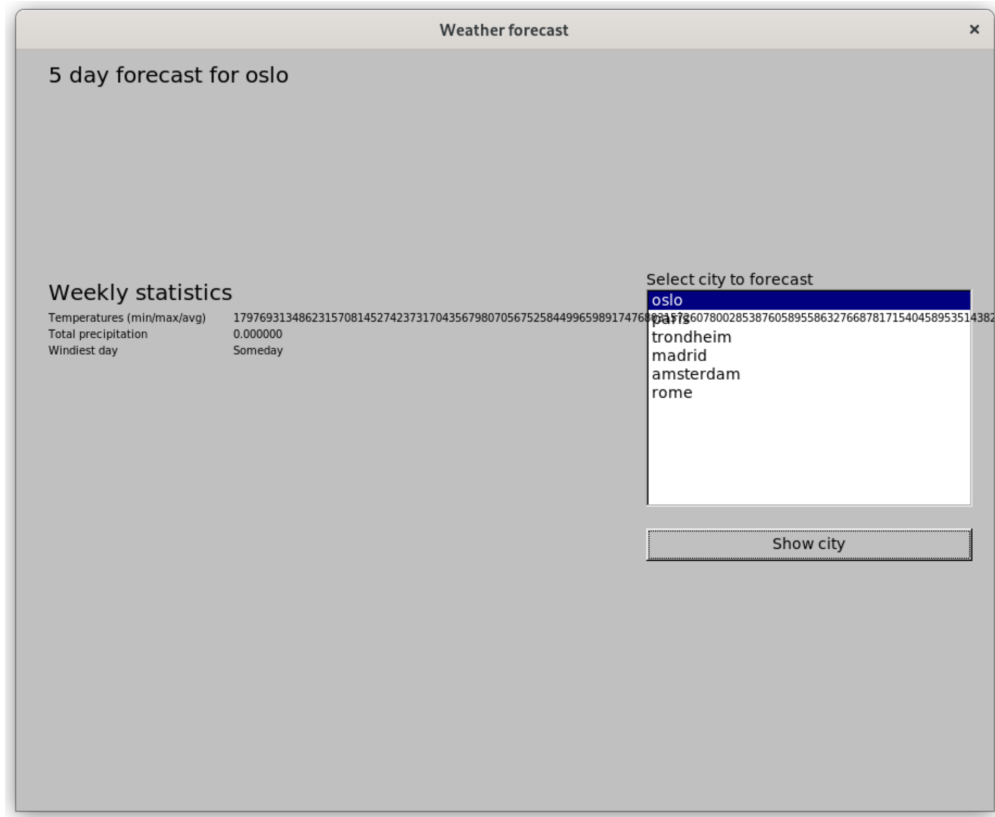 Weather forecast
×
5 day forecast for oslo
Weekly statistics
Temperatures (min/max/avg) 179769313486231570814527423731704356798070567525844996598917476803157260780028538760589558632766878171540458953514382
Total precipitation 0.000000
Windiest day Someday
Select city to forecast
oslo
paris
trondheim
madrid
amsterdam
rome
Show city